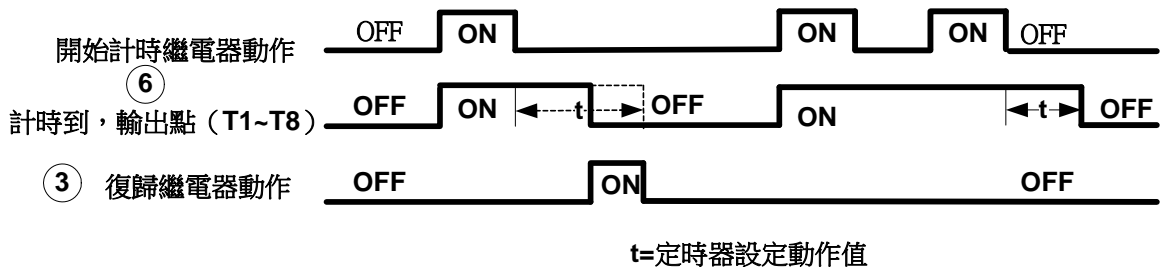 開始計時繼電器動作 OFF ON ON ON OFF
⑥
計時到，輸出點（T1~T8） OFF ON t OFF ON t OFF
③ 復歸繼電器動作 OFF ON OFF
t=定時器設定動作值